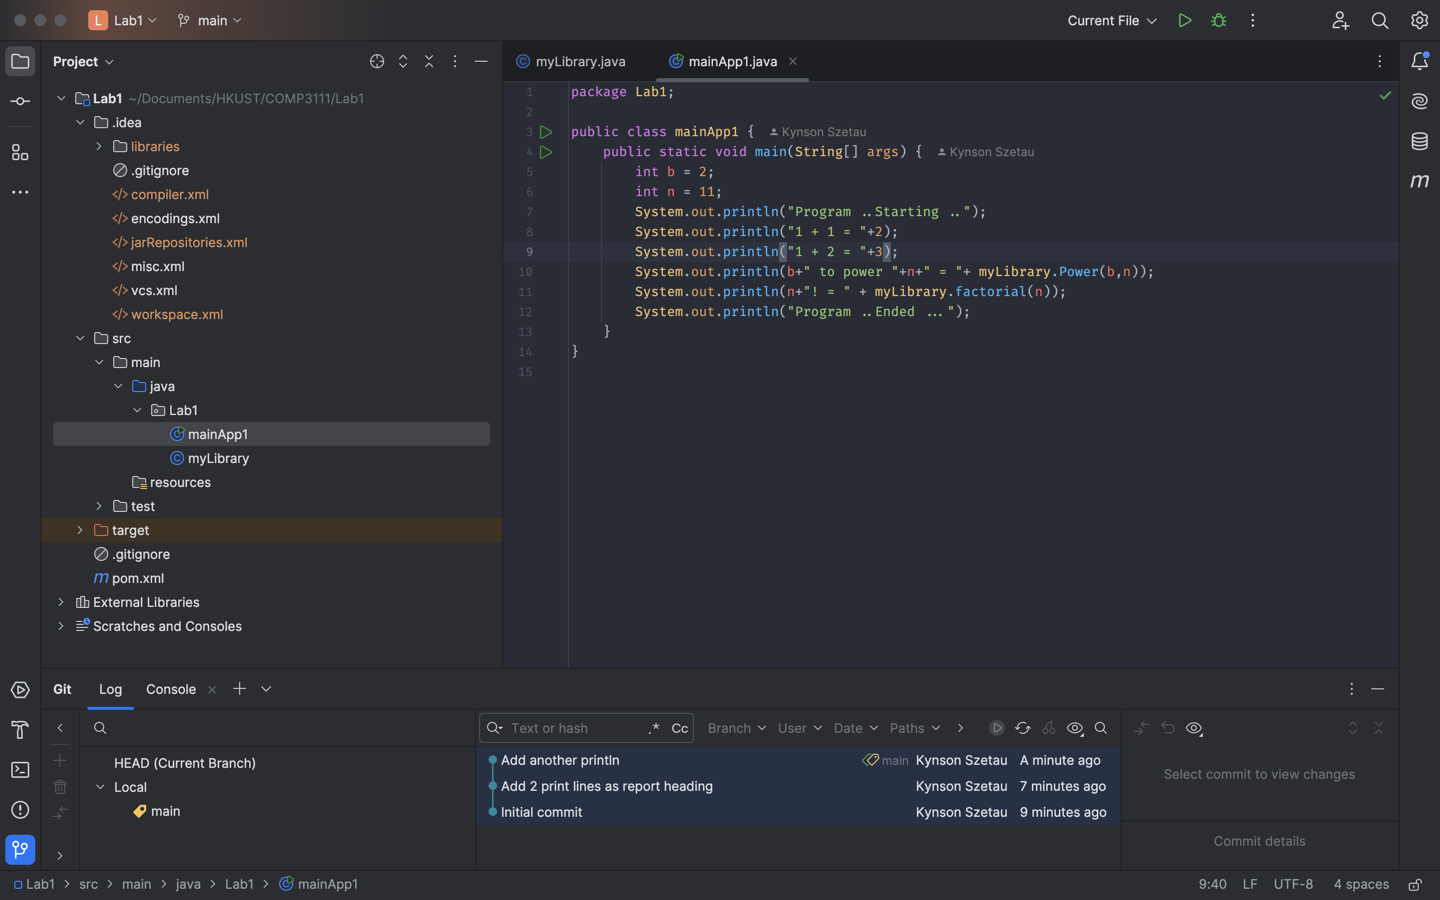 L Lab1 main Current File
Project
Lab1 ~/Documents/HKUST/COMP3111/Lab1
.idea
libraries
.gitignore
compiler.xml
encodings.xml
jarRepositories.xml
misc.xml
vcs.xml
workspace.xml
src
main
java
Lab1
mainApp1
myLibrary
resources
test
target
.gitignore
pom.xml
External Libraries
Scratches and Consoles
myLibrary.java mainApp1.java
1 package Lab1;
2
3 public class mainApp1 { Kynson Szetau
4 public static void main(String[] args) { Kynson Szetau
5 int b = 2;
6 int n = 11;
7 System.out.println("Program ..Starting ..");
8 System.out.println("1 + 1 = "+2);
9 System.out.println("1 + 2 = "+3);
10 System.out.println(b+" to power "+n+" = "+ myLibrary.Power(b,n));
11 System.out.println(n+"! = " + myLibrary.factorial(n));
12 System.out.println("Program ..Ended ...");
13 }
14 }
15
Git Log Console
HEAD (Current Branch)
Local
main
Text or hash .* Cc Branch User Date Paths
Add another println main Kynson Szetau A minute ago
Add 2 print lines as report heading Kynson Szetau 7 minutes ago
Initial commit Kynson Szetau 9 minutes ago
Select commit to view changes
Commit details
Lab1 > src > main > java > Lab1 > mainApp1 9:40 LF UTF-8 4 spaces